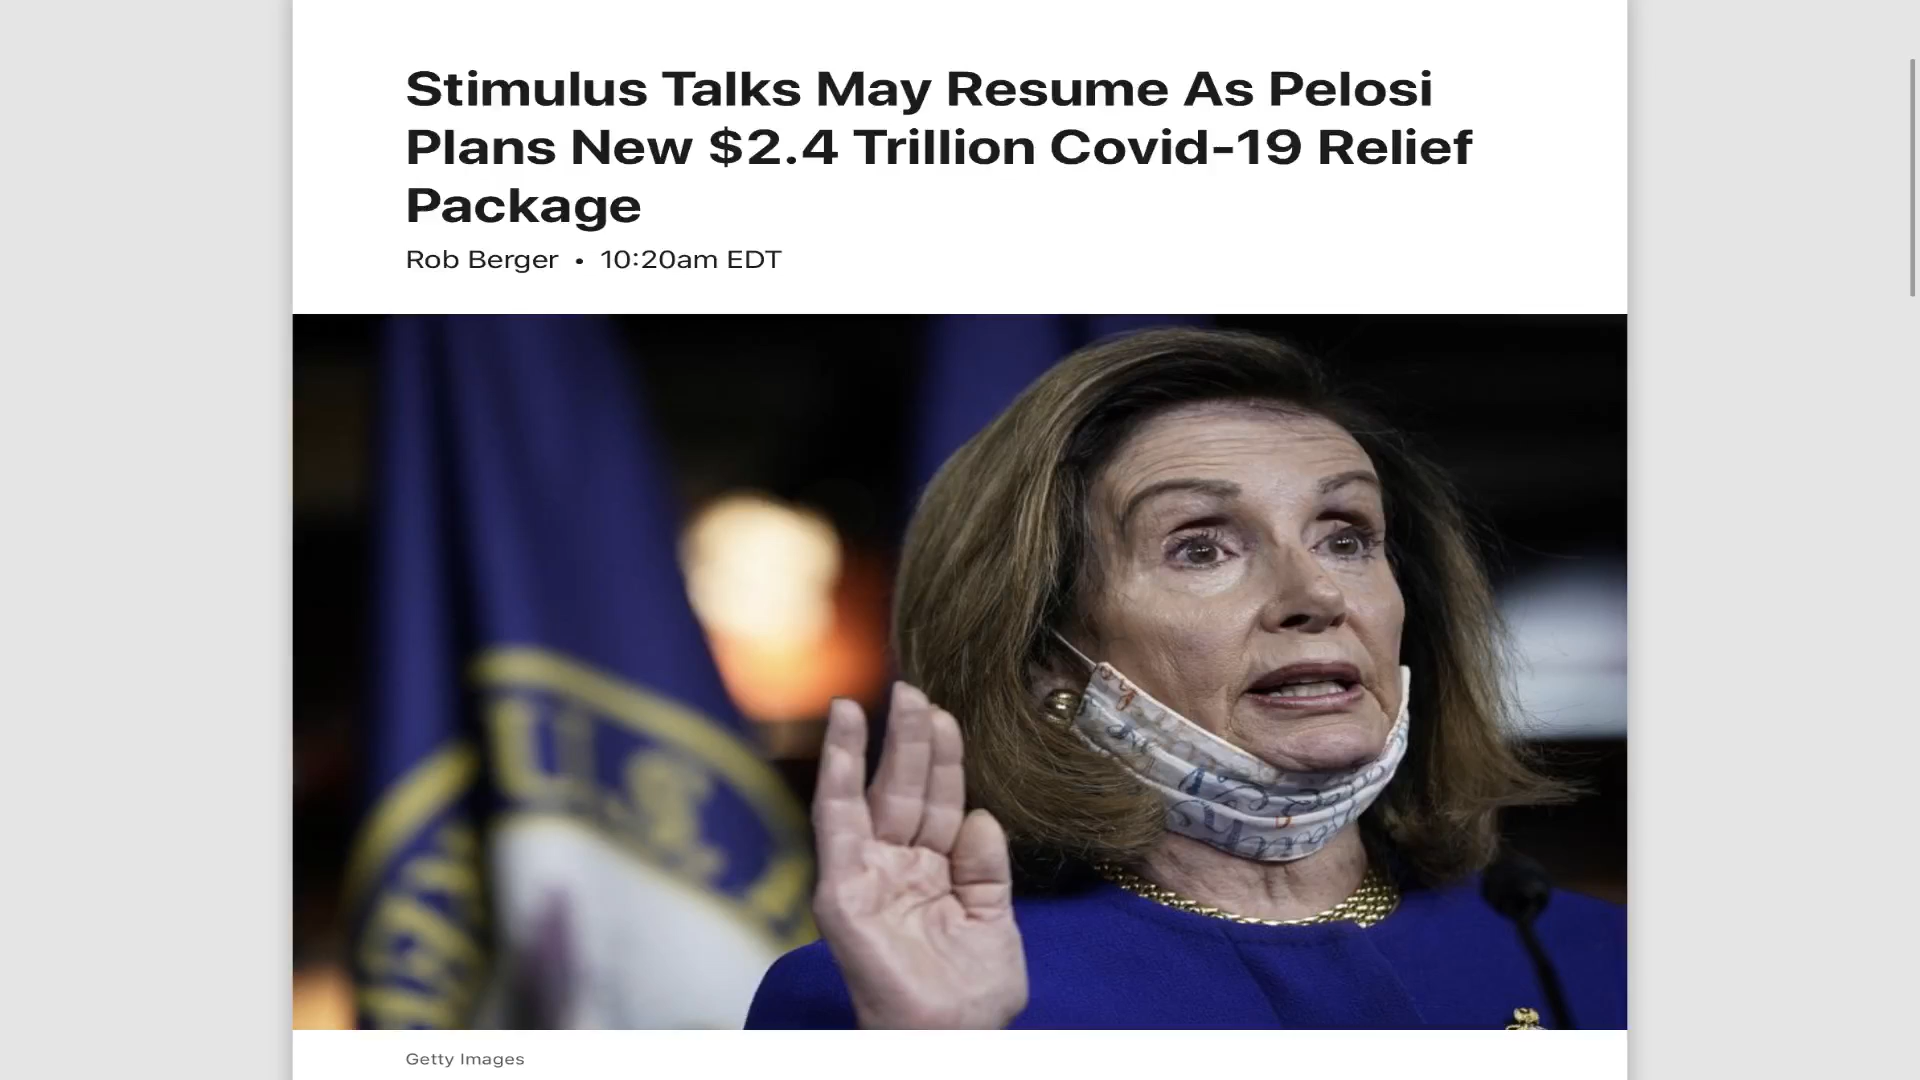 Stimulus Talks May Resume As Pelosi
Plans New $2.4 Trillion Covid-19 Relief
Package
Rob Berger • 10:20am EDT
U.S.
Getty Images